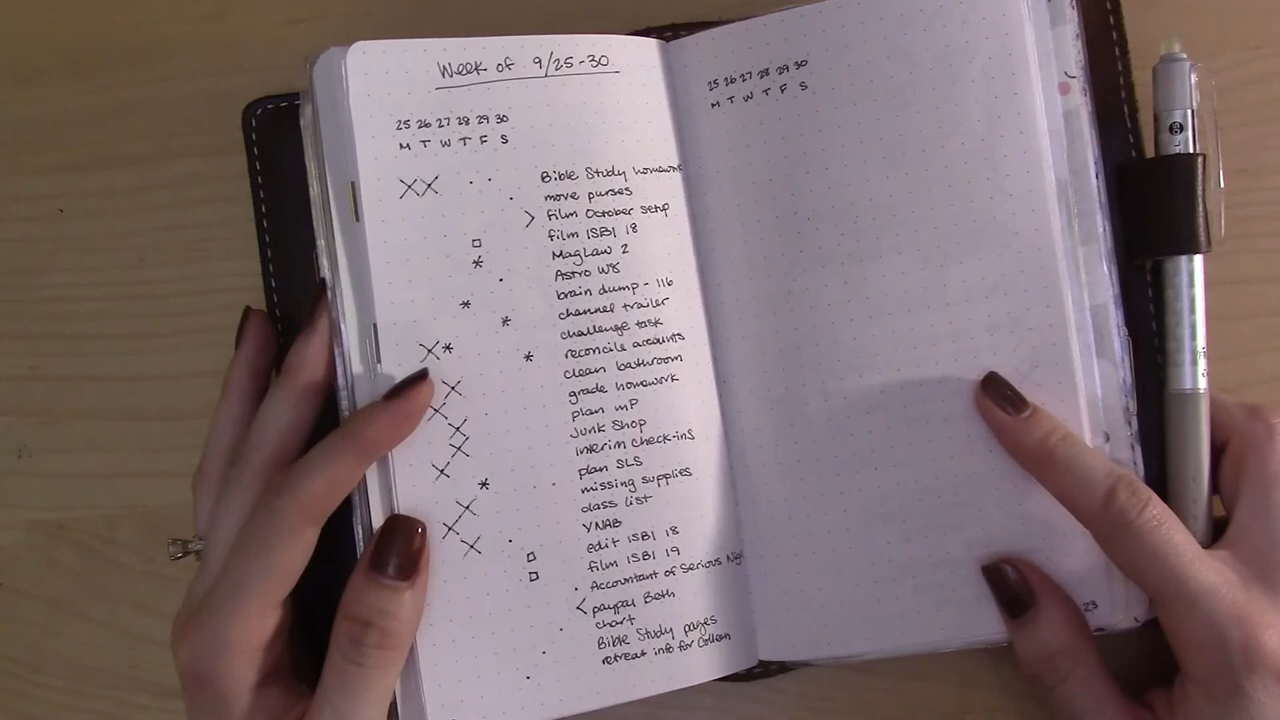 Week of 9/25-30
25 26 27 28 29 30
M T W T F S
Bible Study homework
move purses
film October setup
film ISBI 18
MagLaw 2
Astro W8
brain dump - 116
channel trailer
challenge task
reconcile accounts
clean bathroom
grade homework
plan MP
Junk Shop
interim check-ins
plan SLS
missing supplies
class list
YNAB
edit ISBI 18
film ISBI 19
Accountant of Serious
paypal Beth
chart
Bible Study pages
retreat info for Colleen
25 26 27 28 29 30
M T W T F S
23